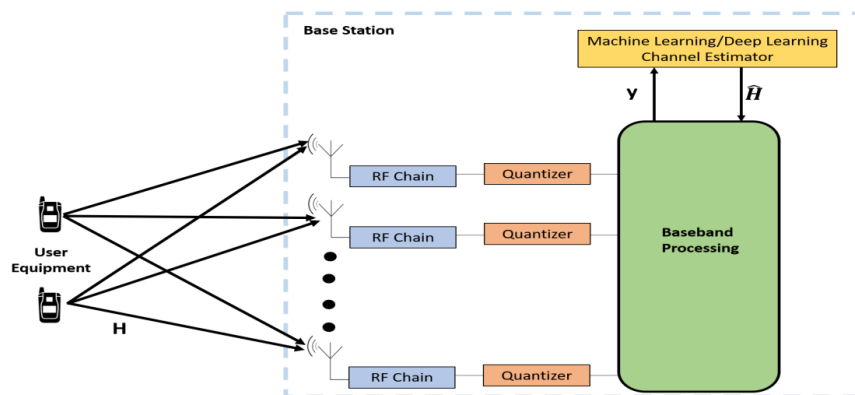 Base Station
Machine Learning/Deep Learning
Channel Estimator
y
Ĥ
RF Chain
Quantizer
RF Chain
Quantizer
User
Equipment
Baseband
Processing
H
RF Chain
Quantizer